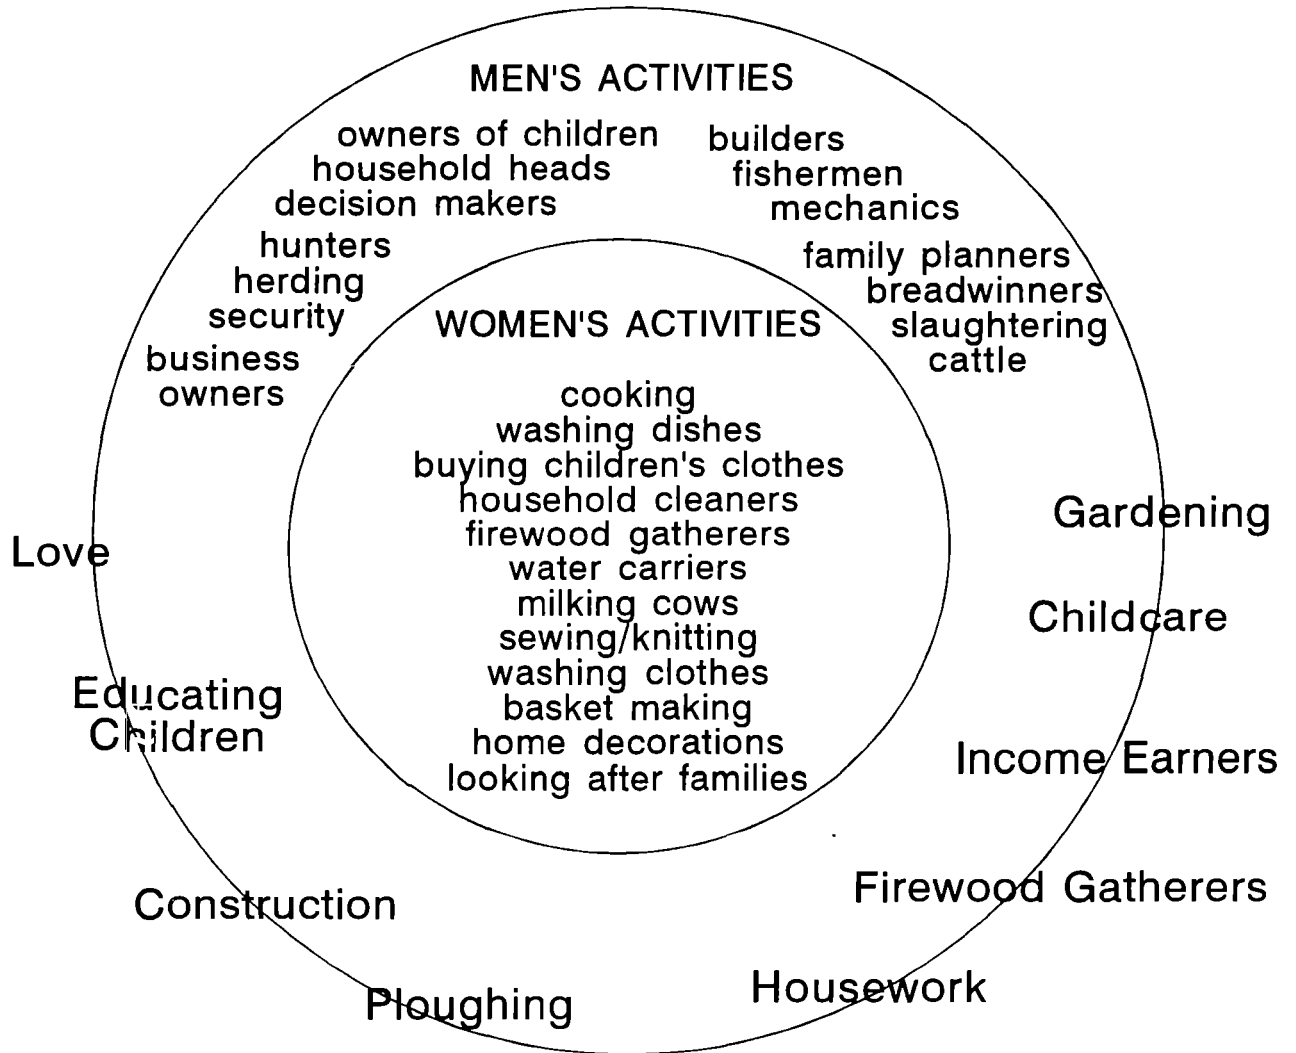 MEN'S ACTIVITIES
owners of children
household heads
decision makers
hunters
herding
security
business
owners
builders
fishermen
mechanics
family planners
breadwinners
slaughtering
cattle
WOMEN'S ACTIVITIES
cooking
washing dishes
buying children's clothes
household cleaners
firewood gatherers
water carriers
milking cows
sewing/knitting
washing clothes
basket making
home decorations
looking after families
Love
Educating
Children
Construction
Ploughing
Gardening
Childcare
Income Earners
Firewood Gatherers
Housework